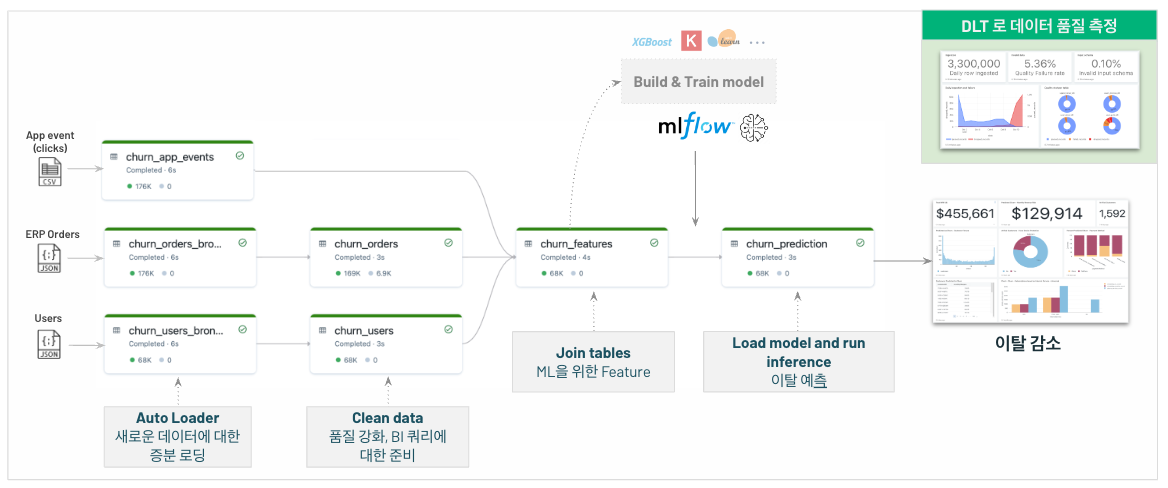 DLT 로 데이터 품질 측정
3,300,000
Daily row ingested
5.36%
Quality Failure rate
0.10%
Invalid input schema
XGBoost
K
learn
...
Build & Train model
mlflow
App event
(clicks)
CSV
churn_app_events
Completed · 6s
176K
0
ERP Orders
{:}
JSON
churn_orders_bro...
Completed · 6s
176K
0
churn_orders
Completed · 3s
169K
6.9K
churn_features
Completed · 4s
68K
0
churn_prediction
Completed · 3s
68K
0
$455,661
$129,914
1,592
이탈 감소
Users
{:}
JSON
churn_users_bron...
Completed · 6s
68K
0
churn_users
Completed · 3s
68K
0
Join tables
ML을 위한 Feature
Load model and run
inference
이탈 예측
Auto Loader
새로운 데이터에 대한
증분 로딩
Clean data
품질 강화, BI 쿼리에
대한 준비